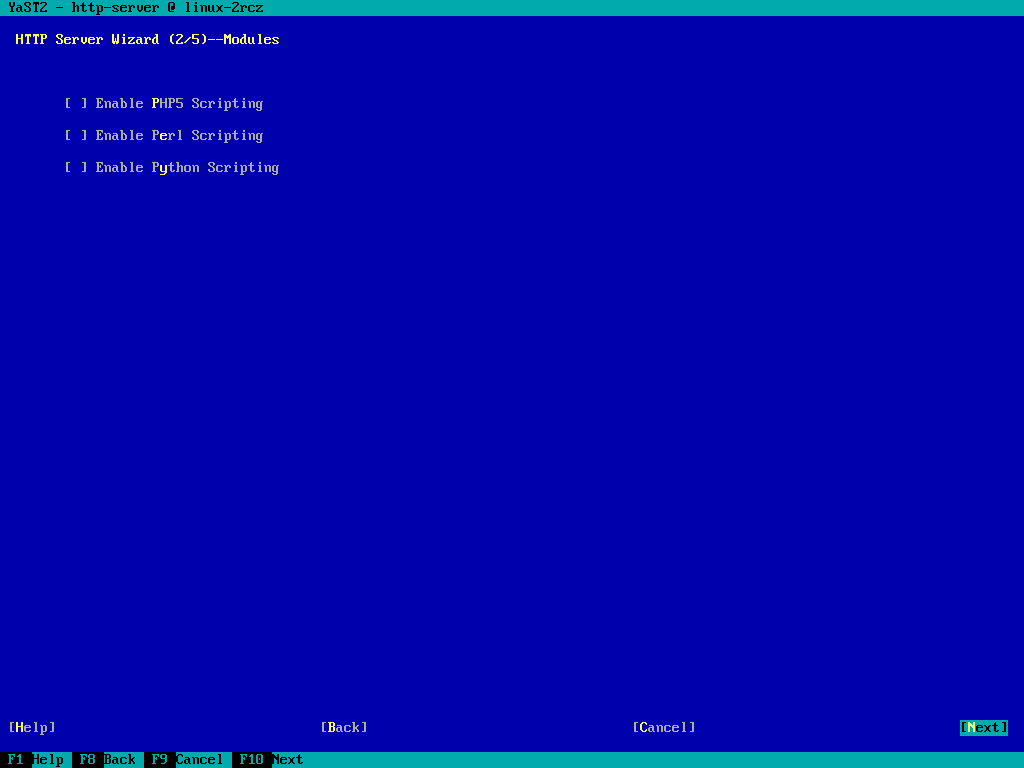 YaST2 - http-server @ linux-2rcz
HTTP Server Wizard (2/5)--Modules
[ ] Enable PHP5 Scripting
[ ] Enable Perl Scripting
[ ] Enable Python Scripting
[Help] [Back] [Cancel] [Next]
F1 Help F8 Back F9 Cancel F10 Next